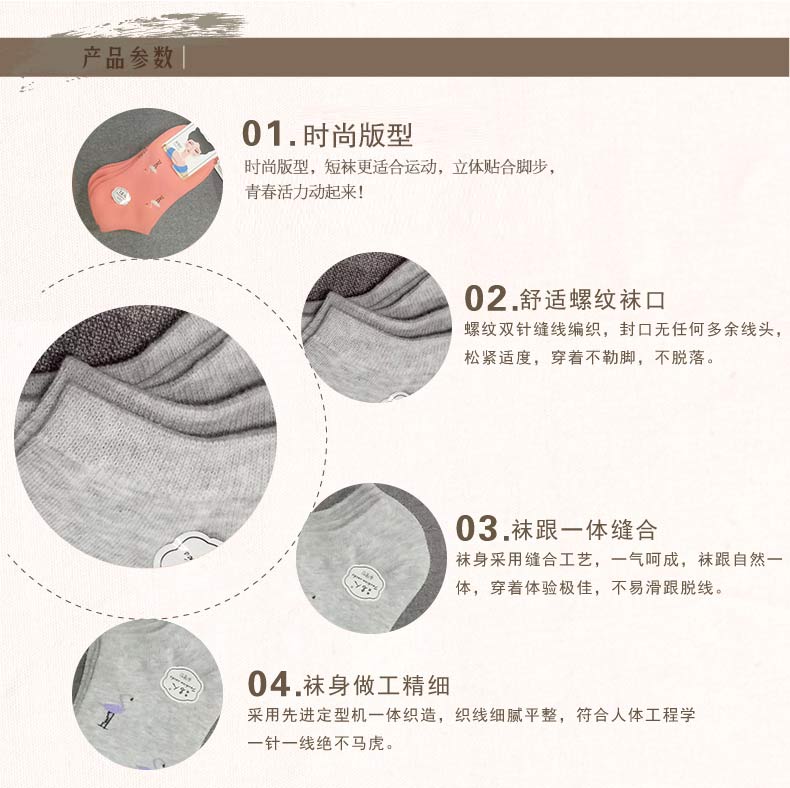 产品参数
01.时尚版型
时尚版型，短袜更适合运动，立体贴合脚步，
青春活力动起来！
02.舒适螺纹袜口
螺纹双针缝线编织，封口无任何多余线头，
松紧适度，穿着不勒脚，不脱落。
03.袜跟一体缝合
袜身采用缝合工艺，一气呵成，袜跟自然一
体，穿着体验极佳，不易滑跟脱线。
04.袜身做工精细
采用先进定型机一体织造，织线细腻平整，符合人体工程学
一针一线绝不马虎。